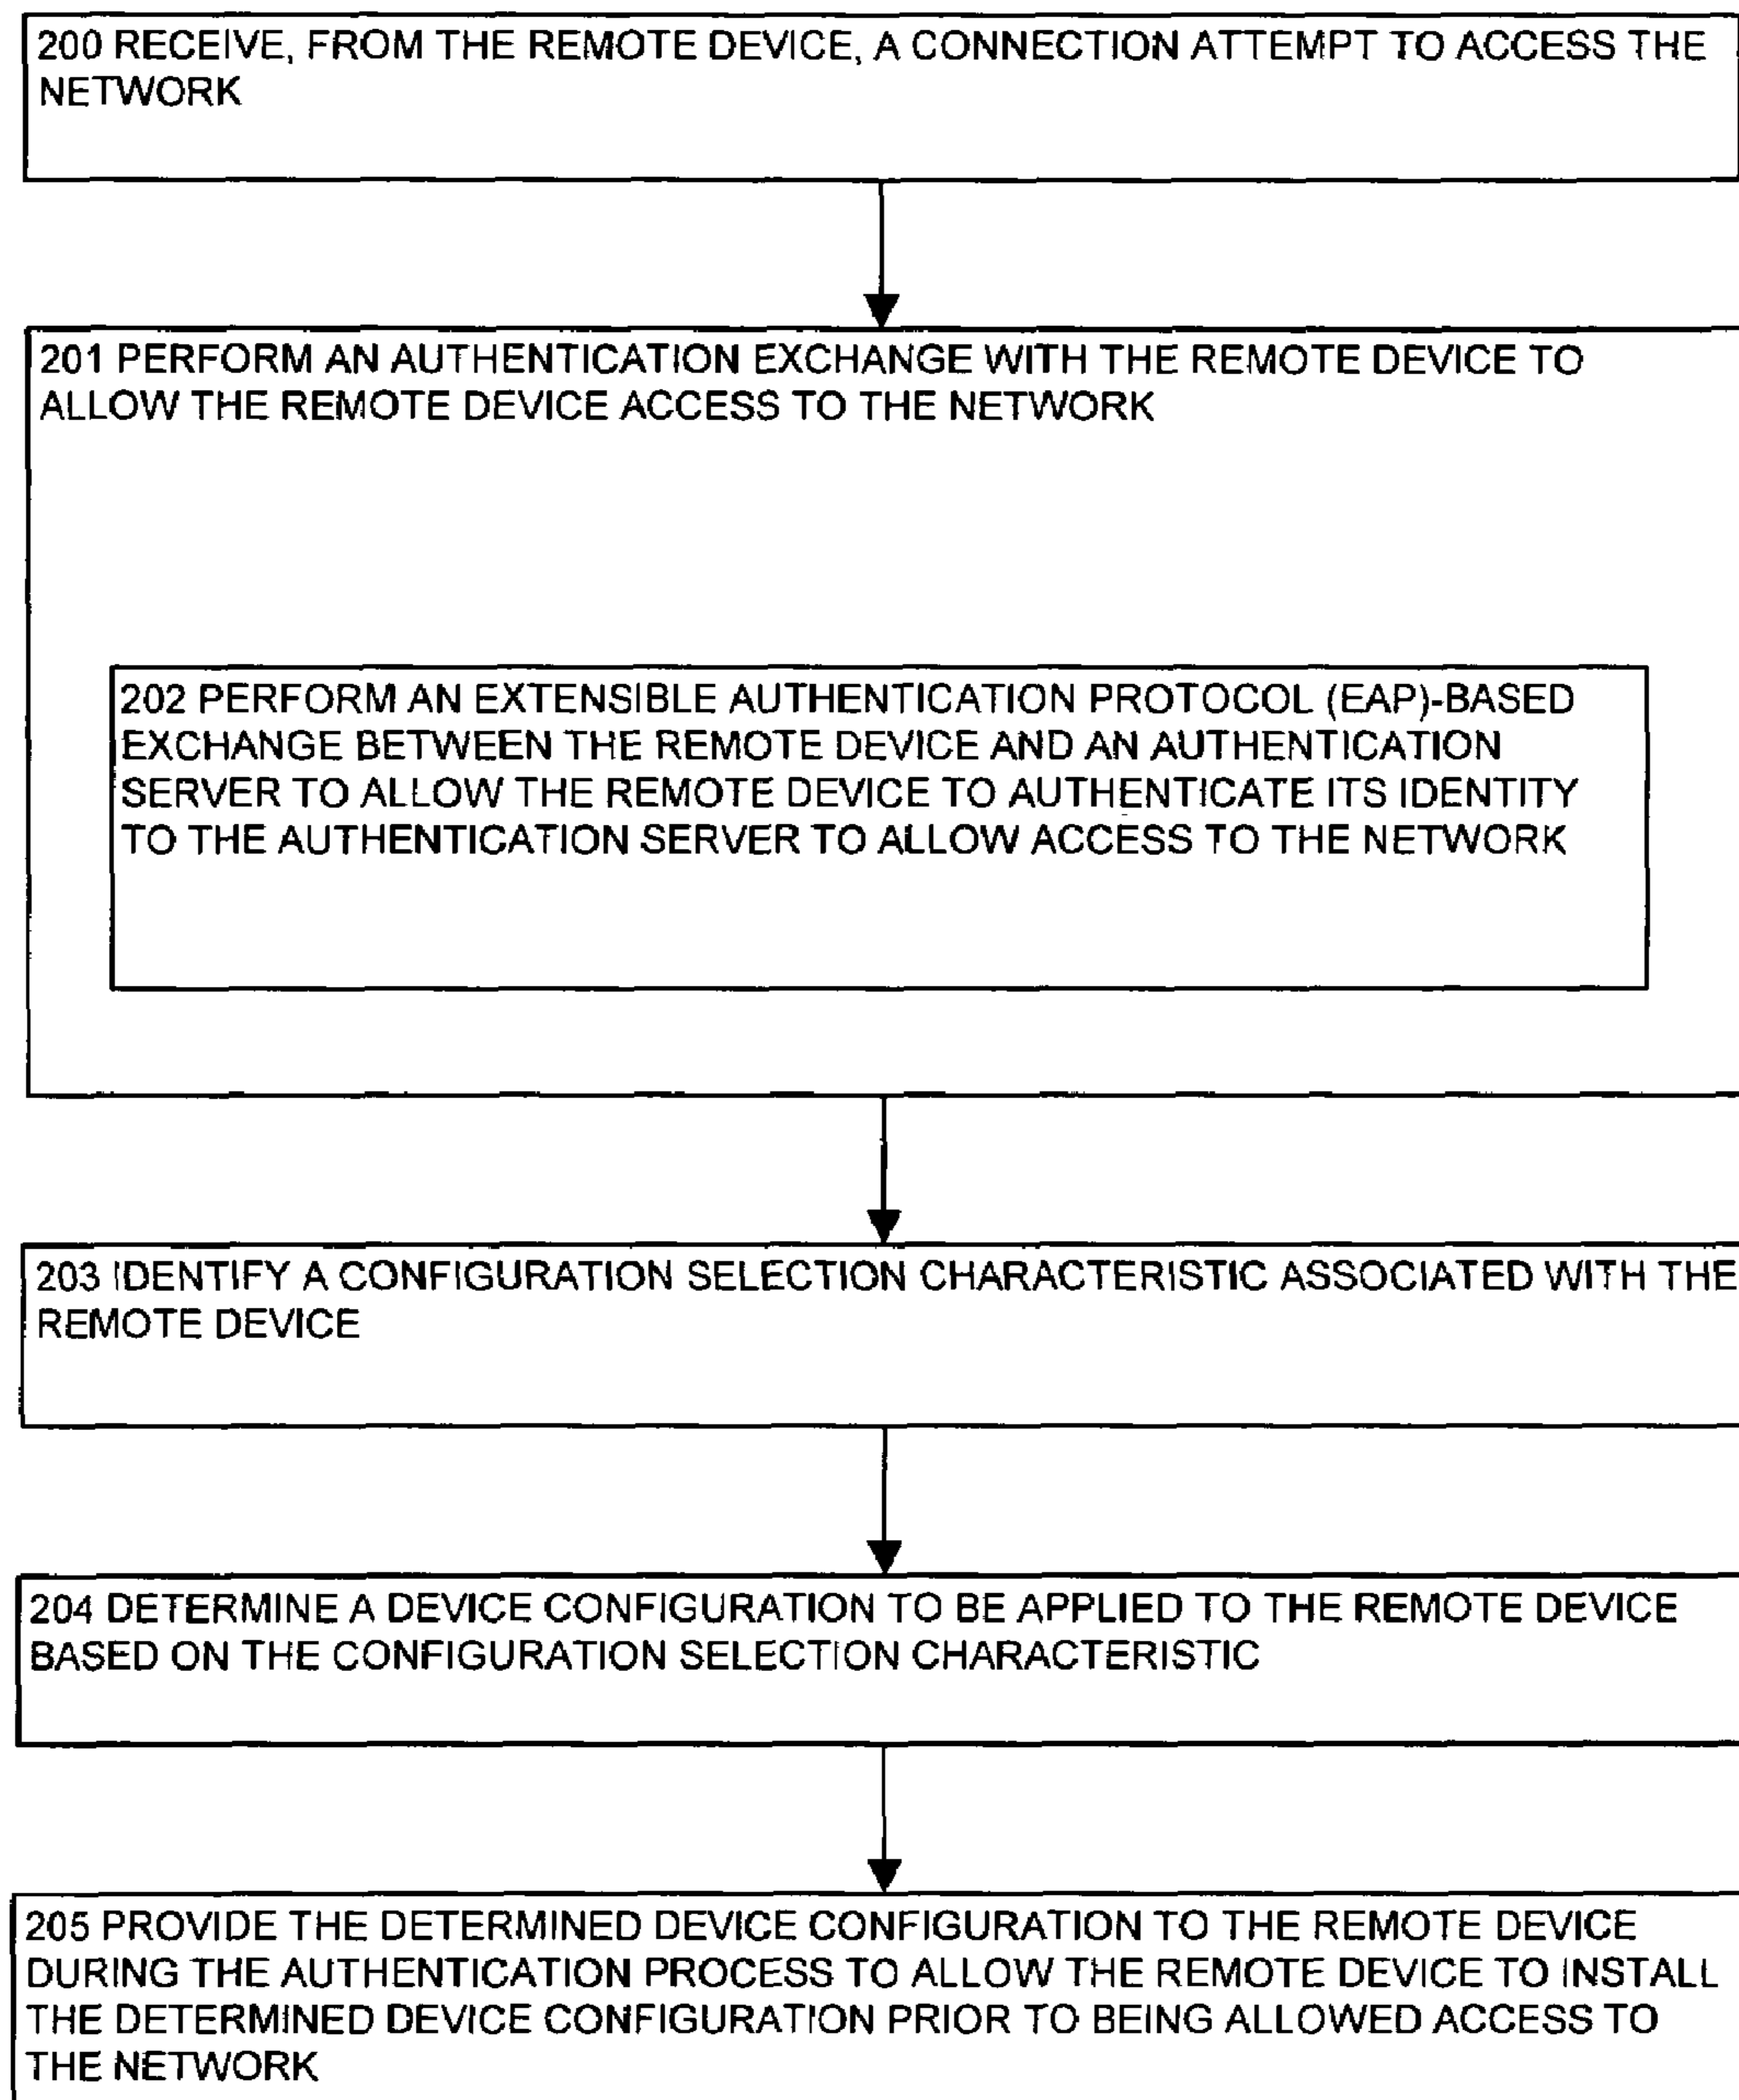 200 RECEIVE, FROM THE REMOTE DEVICE, A CONNECTION ATTEMPT TO ACCESS THE
NETWORK
201 PERFORM AN AUTHENTICATION EXCHANGE WITH THE REMOTE DEVICE TO
ALLOW THE REMOTE DEVICE ACCESS TO THE NETWORK
202 PERFORM AN EXTENSIBLE AUTHENTICATION PROTOCOL (EAP)-BASED
EXCHANGE BETWEEN THE REMOTE DEVICE AND AN AUTHENTICATION
SERVER TO ALLOW THE REMOTE DEVICE TO AUTHENTICATE ITS IDENTITY
TO THE AUTHENTICATION SERVER TO ALLOW ACCESS TO THE NETWORK
203 IDENTIFY A CONFIGURATION SELECTION CHARACTERISTIC ASSOCIATED WITH THE
REMOTE DEVICE
204 DETERMINE A DEVICE CONFIGURATION TO BE APPLIED TO THE REMOTE DEVICE
BASED ON THE CONFIGURATION SELECTION CHARACTERISTIC
205 PROVIDE THE DETERMINED DEVICE CONFIGURATION TO THE REMOTE DEVICE
DURING THE AUTHENTICATION PROCESS TO ALLOW THE REMOTE DEVICE TO INSTALL
THE DETERMINED DEVICE CONFIGURATION PRIOR TO BEING ALLOWED ACCESS TO
THE NETWORK